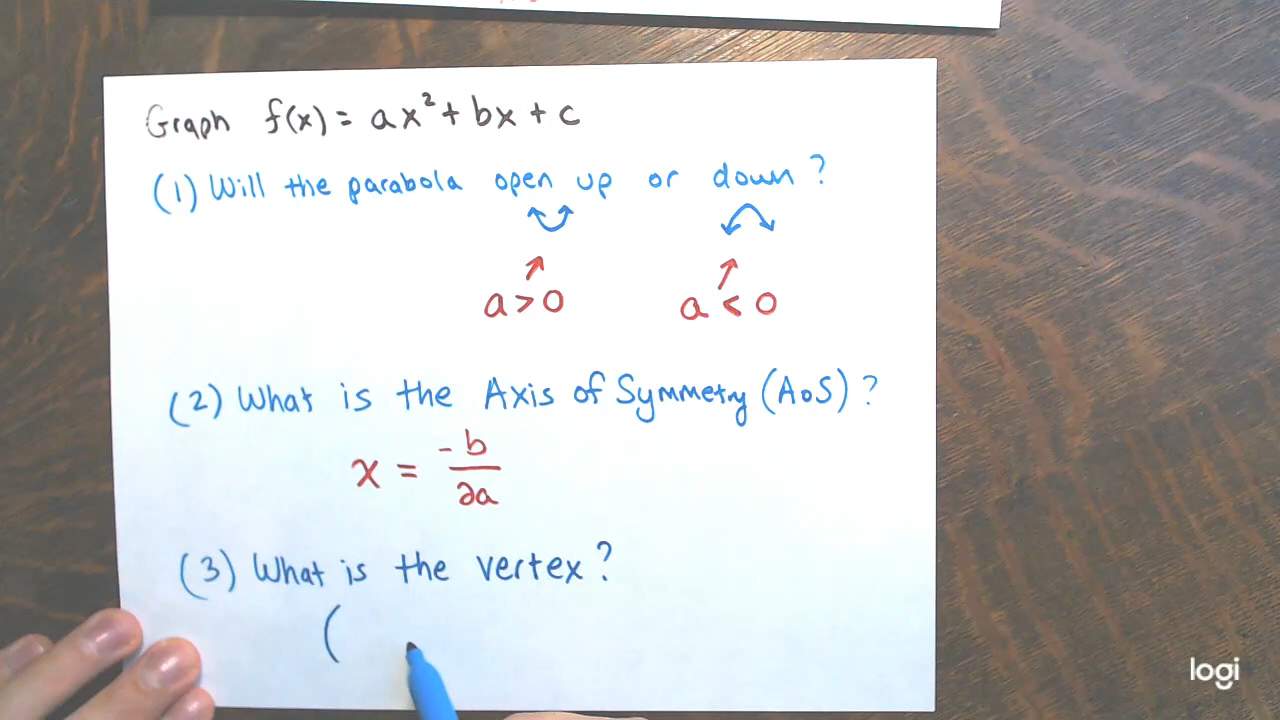 Graph f(x) = ax² + bx + c
(1) Will the parabola open up or down?
a > 0 a < 0
(2) What is the Axis of Symmetry (AoS)?
x = -b/2a
(3) What is the vertex?
(
logi